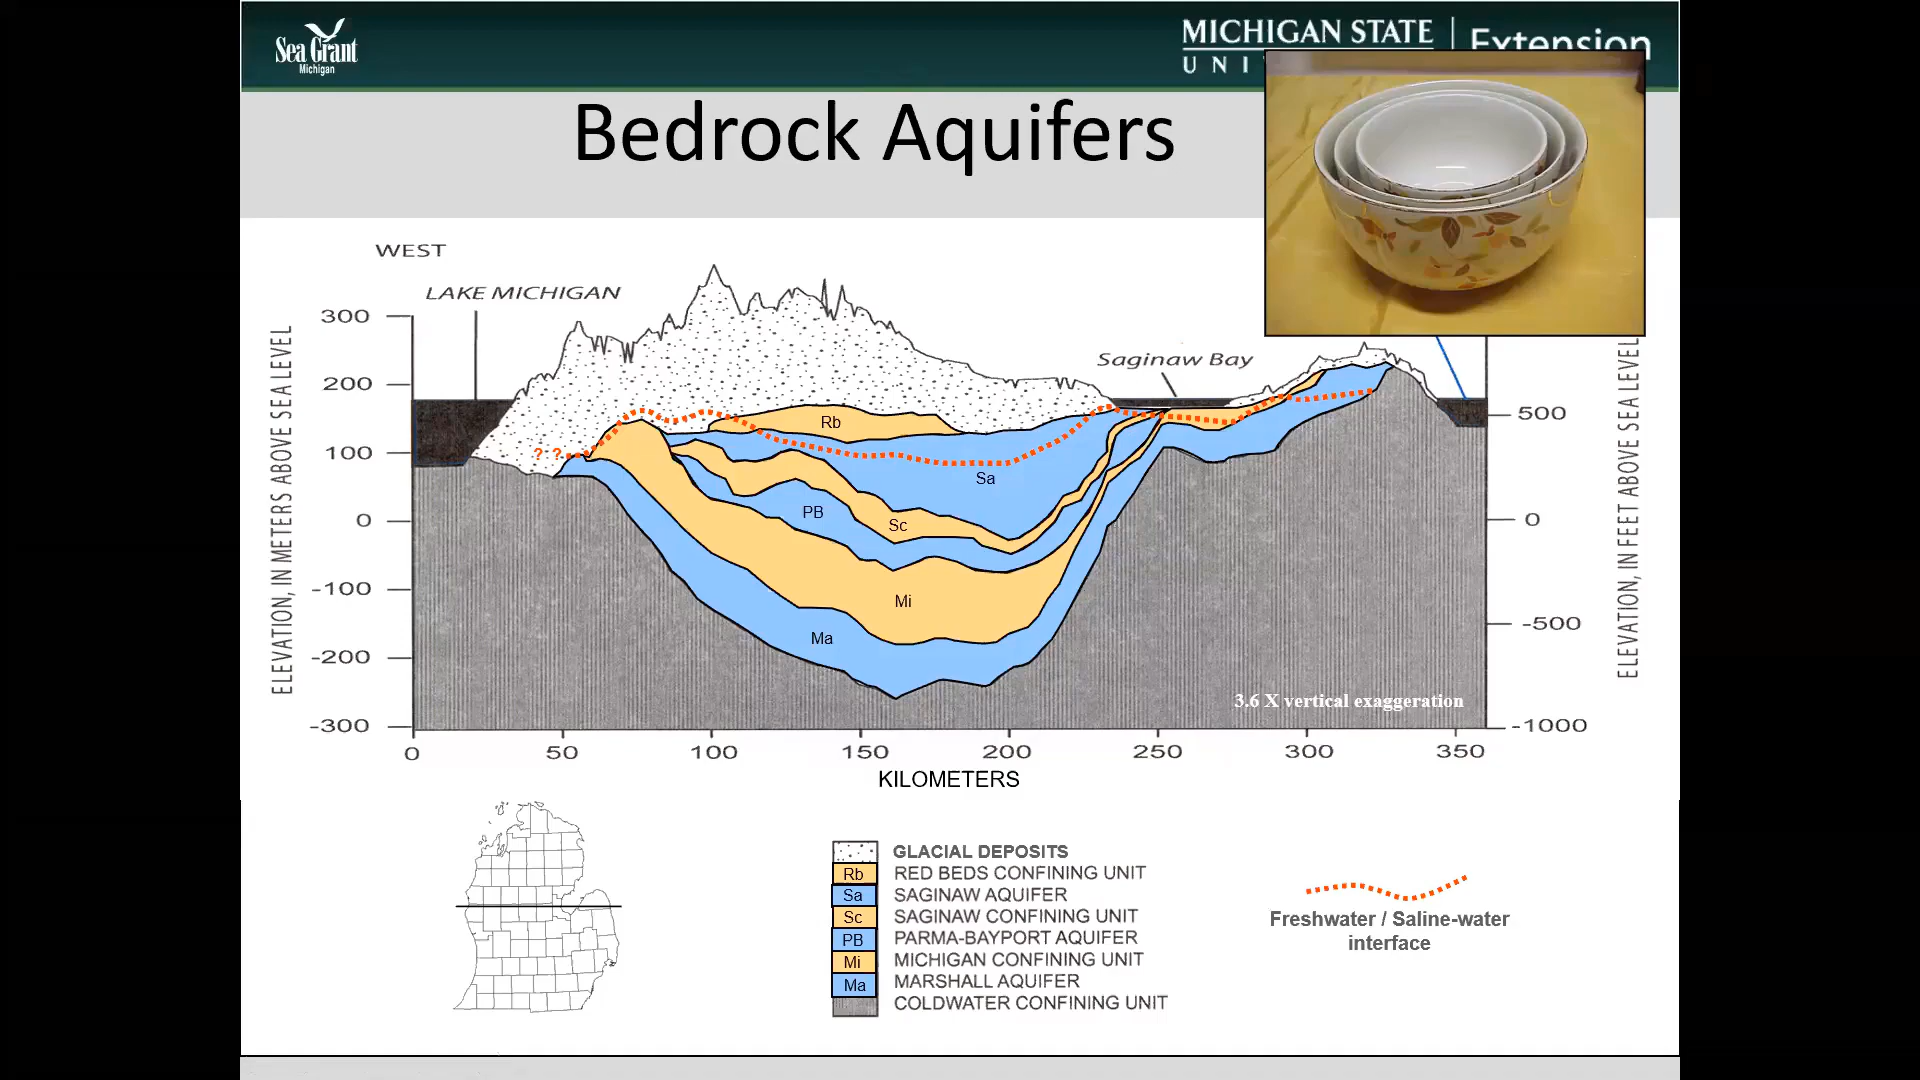 Sea Grant
Michigan
MICHIGAN STATE
UNI
Extension
Bedrock Aquifers
WEST
LAKE MICHIGAN
Saginaw Bay
ELEVATION, IN METERS ABOVE SEA LEVEL
300
200
100
0
-100
-200
-300
? ?
Rb
Sa
PB
Sc
Mi
Ma
3.6 X vertical exaggeration
500
0
-500
-1000
ELEVATION, IN FEET ABOVE SEA LEVEL
0 50 100 150 200 250 300 350
KILOMETERS
GLACIAL DEPOSITS
Rb RED BEDS CONFINING UNIT
Sa SAGINAW AQUIFER
Sc SAGINAW CONFINING UNIT
PB PARMA-BAYPORT AQUIFER
Mi MICHIGAN CONFINING UNIT
Ma MARSHALL AQUIFER
COLDWATER CONFINING UNIT
Freshwater / Saline-water
interface